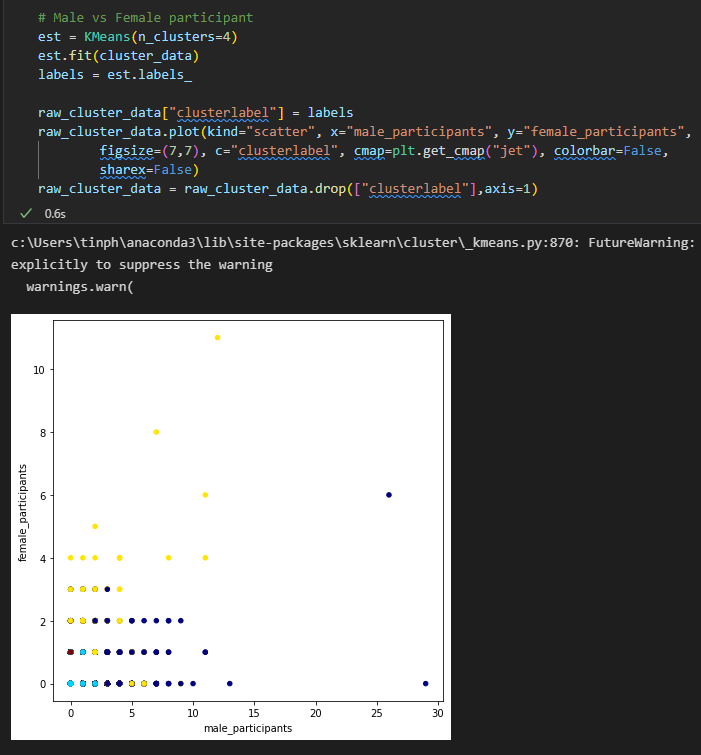 # Male vs Female participant
est = KMeans(n_clusters=4)
est.fit(cluster_data)
labels = est.labels_
raw_cluster_data["clusterlabel"] = labels
raw_cluster_data.plot(kind="scatter", x="male_participants", y="female_participants",
figsize=(7,7), c="clusterlabel", cmap=plt.get_cmap("jet"), colorbar=False,
sharex=False)
raw_cluster_data = raw_cluster_data.drop(["clusterlabel"],axis=1)
0.6s
c:\Users\tinph\anaconda3\lib\site-packages\sklearn\cluster\_kmeans.py:870: FutureWarning:
explicitly to suppress the warning
warnings.warn(
10
8
6
4
2
0
female_participants
0 5 10 15 20 25 30
male_participants